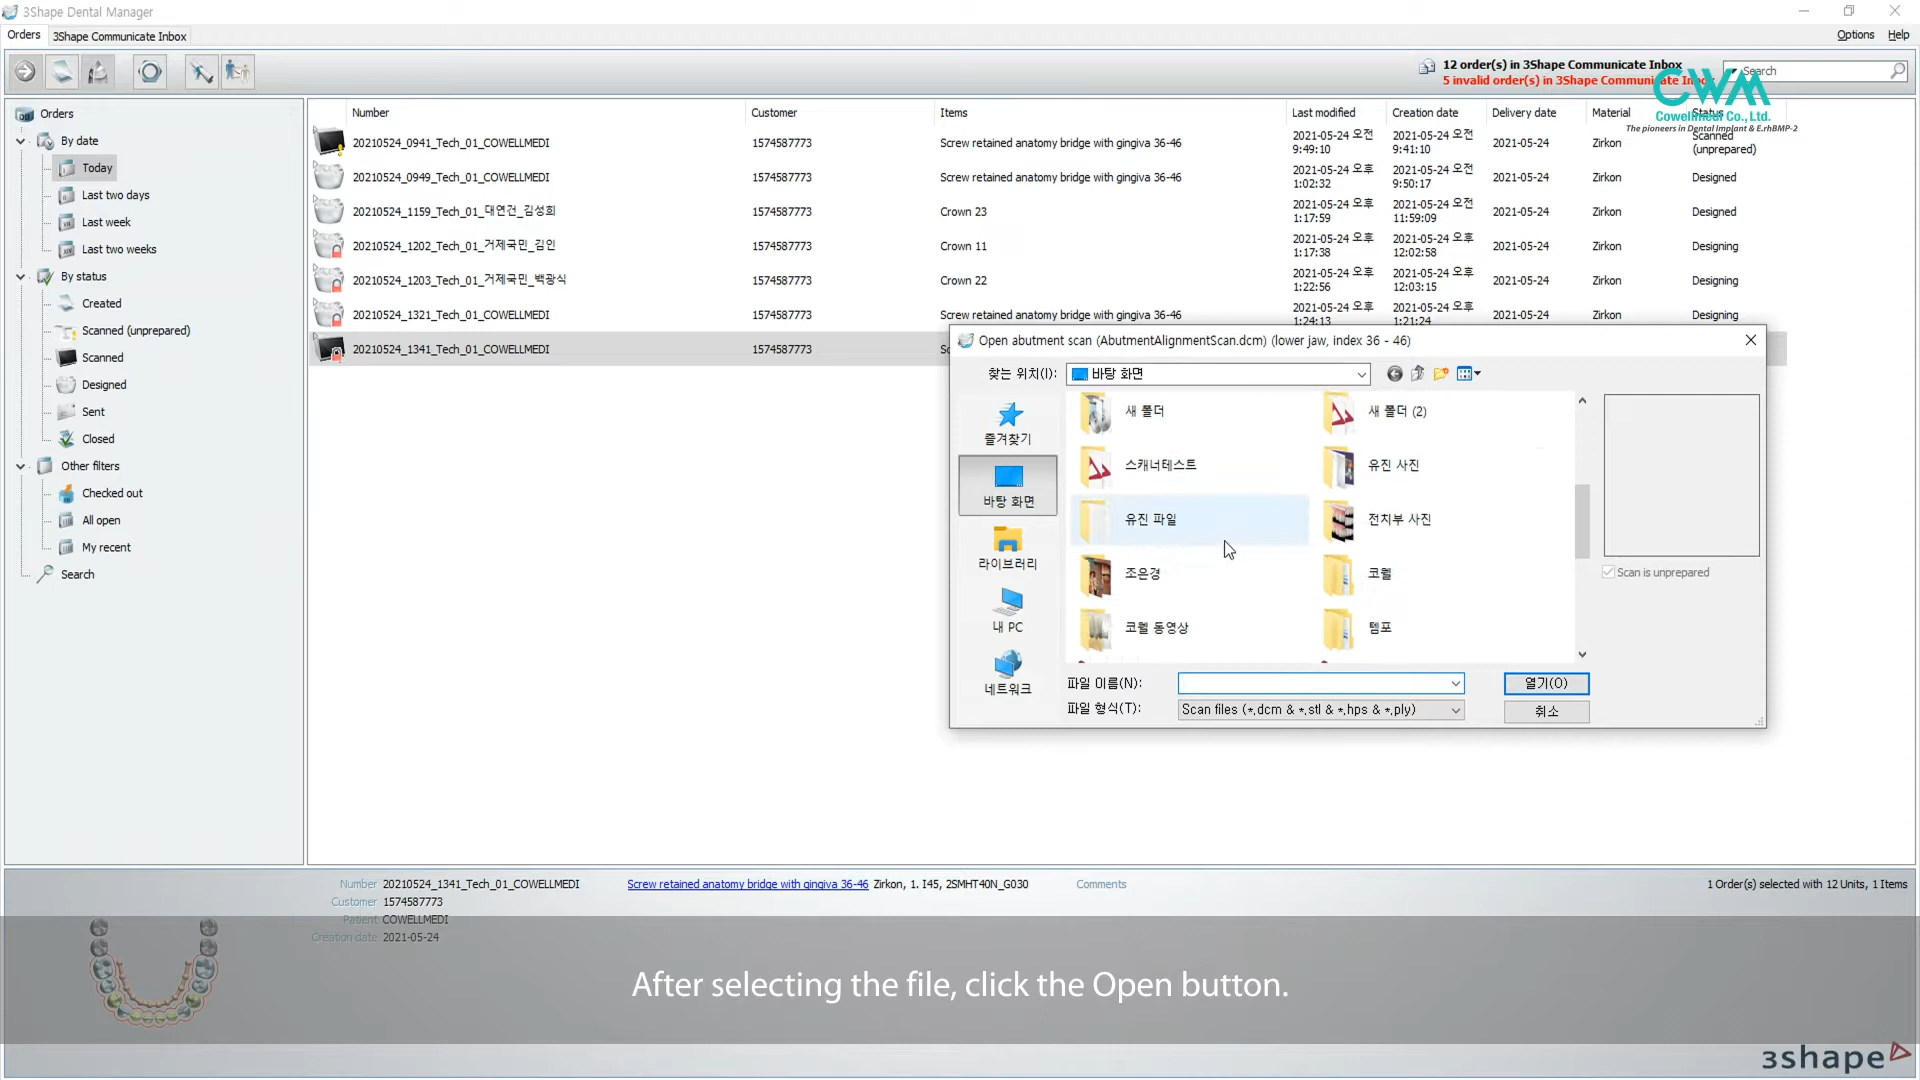 3Shape Dental Manager
Orders
3Shape Communicate Inbox
Options
Help
12 order(s) in 3Shape Communicate Inbox
5 invalid order(s) in 3Shape Communicate Inbox
Search
CWM
Cowellmedi Co., Ltd.
The pioneers in Dental Implant & E.rhBMP-2
Orders
By date
Today
Last two days
Last week
Last two weeks
By status
Created
Scanned (unprepared)
Scanned
Designed
Sent
Closed
Other filters
Checked out
All open
My recent
Search
Number Customer Items Last modified Creation date Delivery date Material Status
20210524_0941_Tech_01_COWELLMEDI 1574587773 Screw retained anatomy bridge with gingiva 36-46 2021-05-24 오전 9:49:10 2021-05-24 오전 9:41:10 2021-05-24 Zirkon Scanned (unprepared)
20210524_0949_Tech_01_COWELLMEDI 1574587773 Screw retained anatomy bridge with gingiva 36-46 2021-05-24 오후 1:02:32 2021-05-24 오전 9:50:17 2021-05-24 Zirkon Designed
20210524_1159_Tech_01_대연건_김성희 1574587773 Crown 23 2021-05-24 오후 1:17:59 2021-05-24 오전 11:59:09 2021-05-24 Zirkon Designed
20210524_1202_Tech_01_거제국민_김인 1574587773 Crown 11 2021-05-24 오후 1:17:38 2021-05-24 오후 12:02:58 2021-05-24 Zirkon Designing
20210524_1203_Tech_01_거제국민_백광식 1574587773 Crown 22 2021-05-24 오후 1:22:56 2021-05-24 오후 12:03:15 2021-05-24 Zirkon Designing
20210524_1321_Tech_01_COWELLMEDI 1574587773 Screw retained anatomy bridge with gingiva 36-46 2021-05-24 오후 1:24:13 2021-05-24 오후 1:21:24 2021-05-24 Zirkon Designing
20210524_1341_Tech_01_COWELLMEDI 1574587773
Open abutment scan (AbutmentAlignmentScan.dcm) (lower jaw, index 36 - 46)
찾는 위치(I):
바탕 화면
즐겨찾기
바탕 화면
라이브러리
내 PC
네트워크
새 폴더
새 폴더 (2)
스캐너테스트
유진 사진
유진 파일
전치부 사진
조은경
코웰
코웰 동영상
템포
Scan is unprepared
파일 이름(N):
열기(O)
파일 형식(T):
Scan files (*.dcm & *.stl & *.hps & *.ply)
취소
Number 20210524_1341_Tech_01_COWELLMEDI
Customer 1574587773
Patient COWELLMEDI
Creation date 2021-05-24
Screw retained anatomy bridge with gingiva 36-46 Zirkon, 1. I45, 2SMHT40N_G030
Comments
1 Order(s) selected with 12 Units, 1 Items
After selecting the file, click the Open button.
3shape